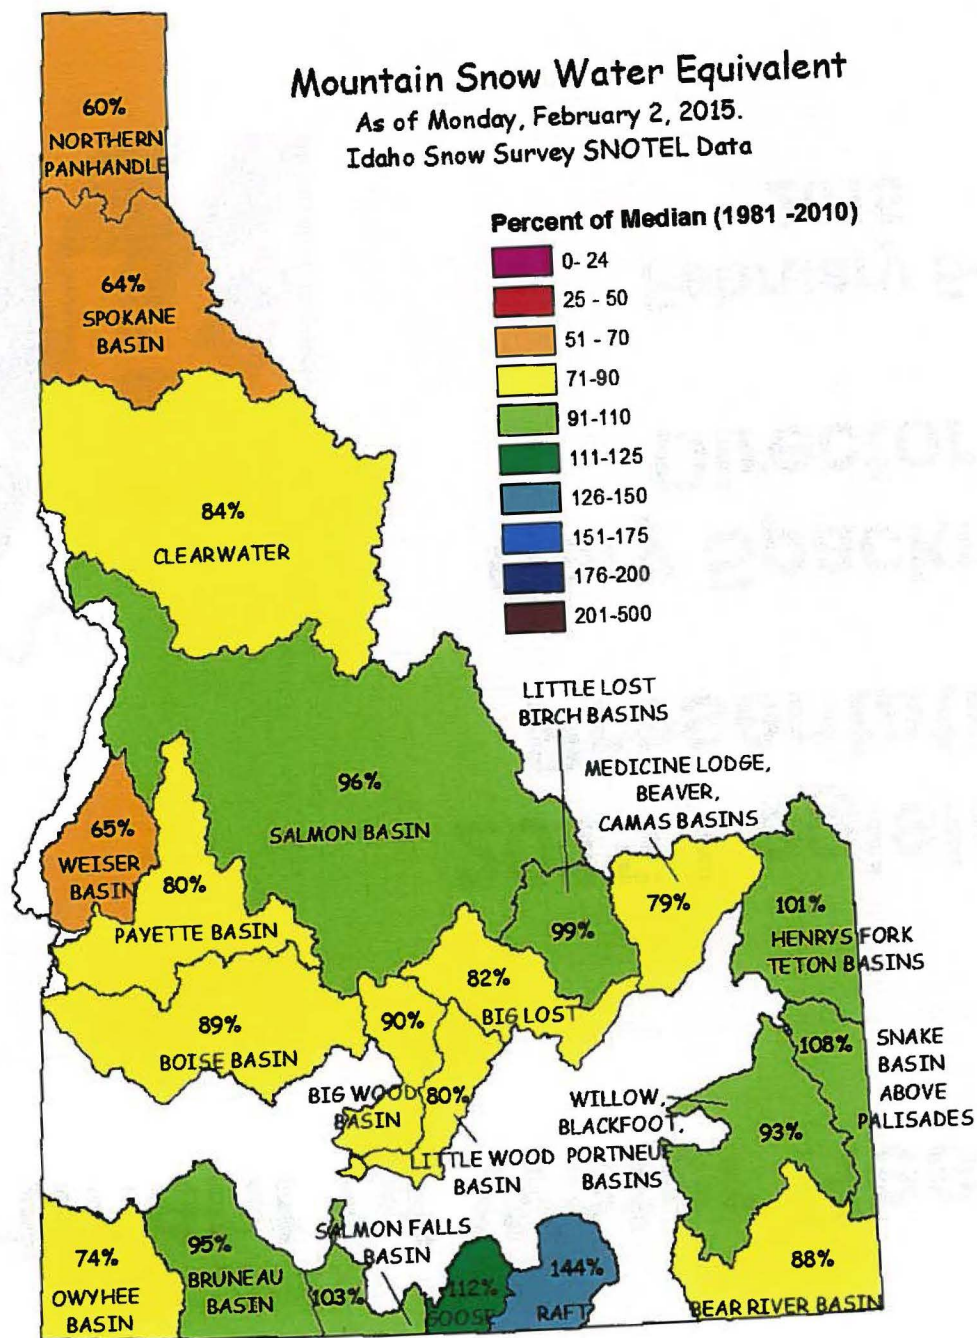 Mountain Snow Water Equivalent
As of Monday, February 2, 2015.
Idaho Snow Survey SNOTEL Data
Percent of Median (1981 -2010)
0- 24
25 - 50
51 - 70
71-90
91-110
111-125
126-150
151-175
176-200
201-500
60%
NORTHERN
PANHANDLE
64%
SPOKANE
BASIN
84%
CLEARWATER
96%
SALMON BASIN
LITTLE LOST
BIRCH BASINS
99%
MEDICINE LODGE,
BEAVER,
CAMAS BASINS
79%
65%
WEISER
BASIN
80%
PAYETTE BASIN
101%
HENRYS FORK
TETON BASINS
82%
BIG LOST
89%
BOISE BASIN
90%
BIG WOOD
BASIN
80%
LITTLE WOOD
BASIN
108%
SNAKE
BASIN
ABOVE
PALISADES
WILLOW,
BLACKFOOT,
PORTNEUF
BASINS
93%
74%
OWYHEE
BASIN
95%
BRUNEAU
BASIN
SALMON FALLS
BASIN
103%
112%
GOOSE
144%
RAFT
88%
BEAR RIVER BASIN